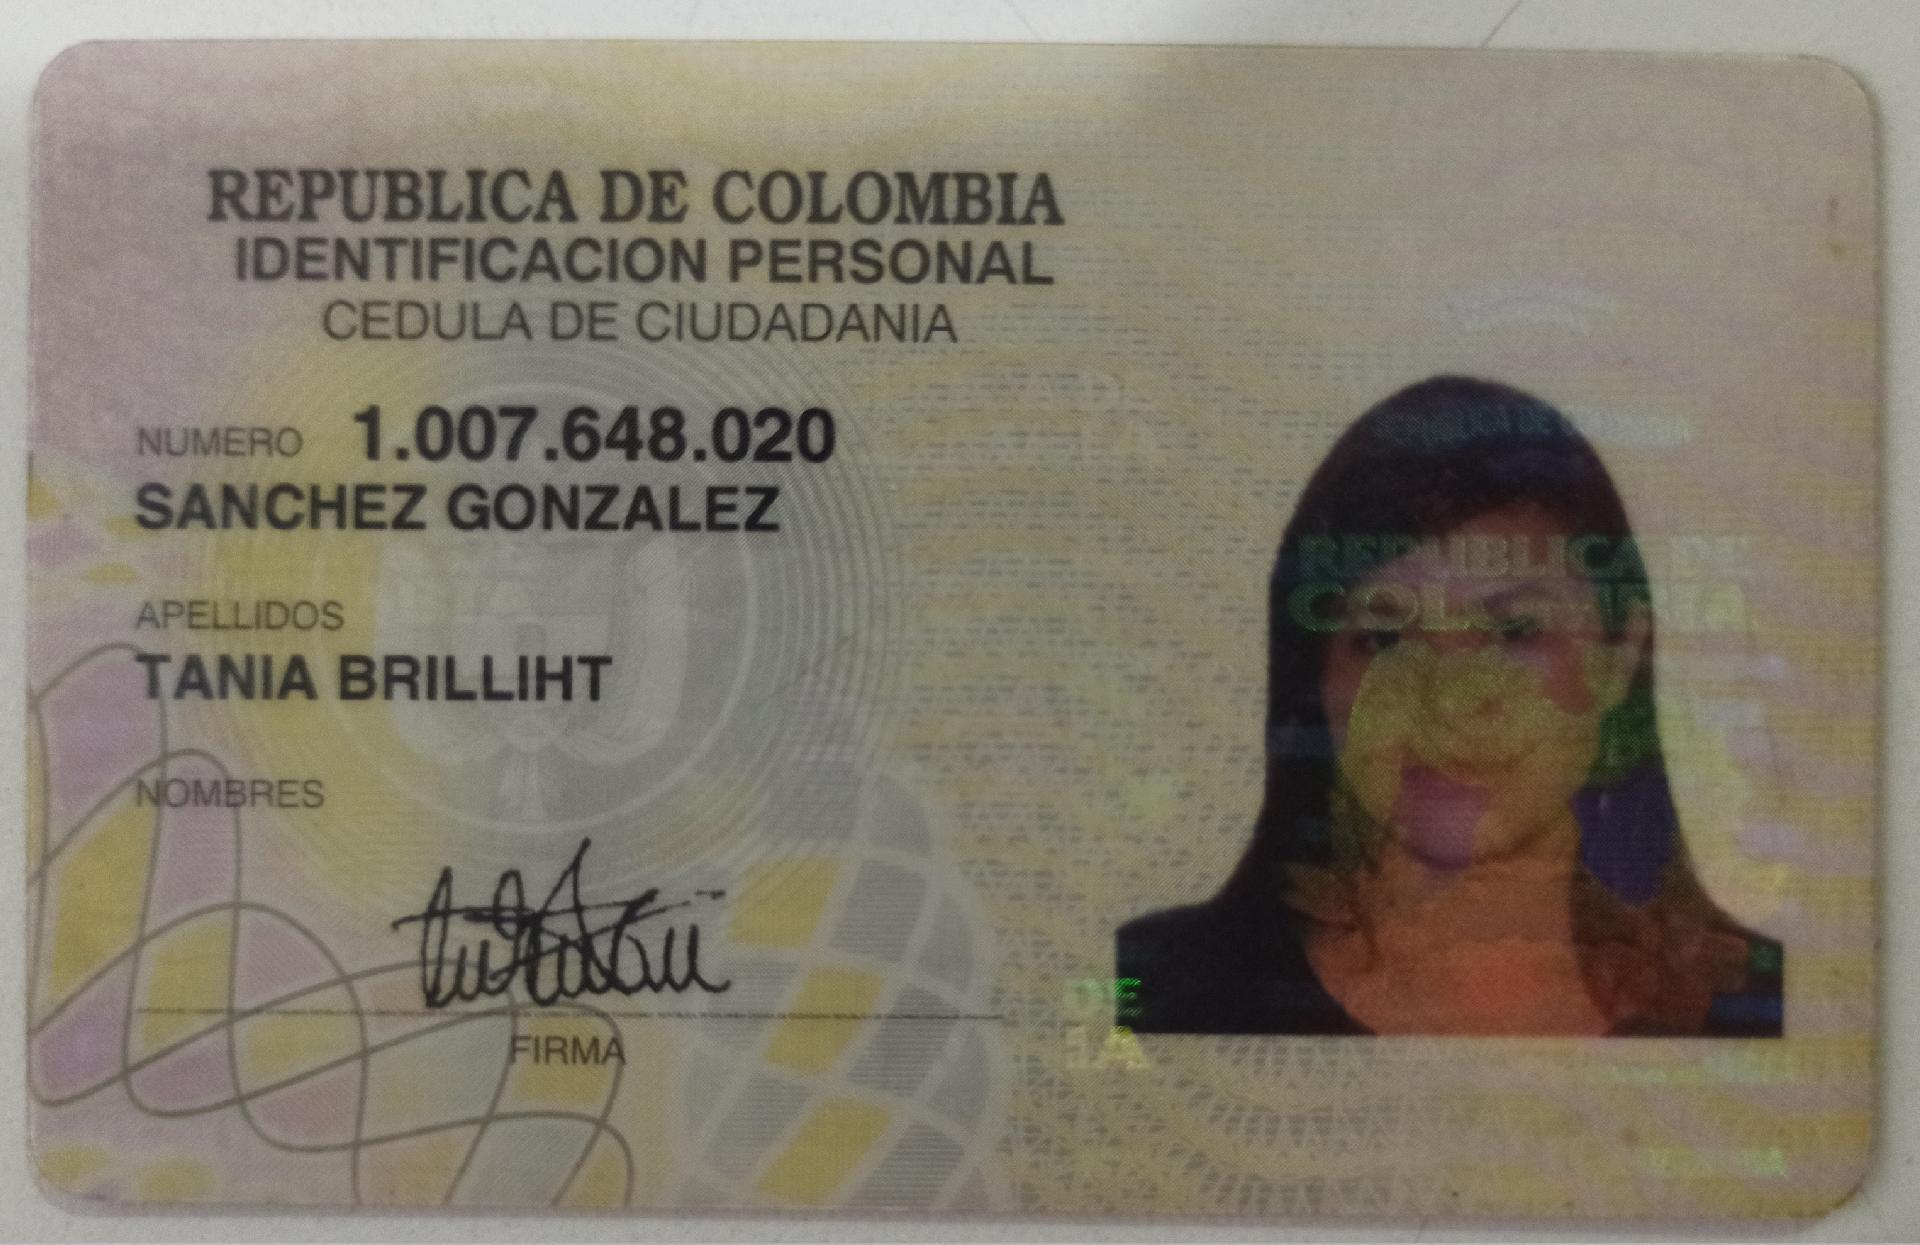 REPUBLICA DE COLOMBIA
IDENTIFICACION PERSONAL
CEDULA DE CIUDADANIA
NUMERO 1.007.648.020
SANCHEZ GONZALEZ
APELLIDOS
TANIA BRILLIHT
NOMBRES
FIRMA
REPUBLICA DE
COLOMBIA